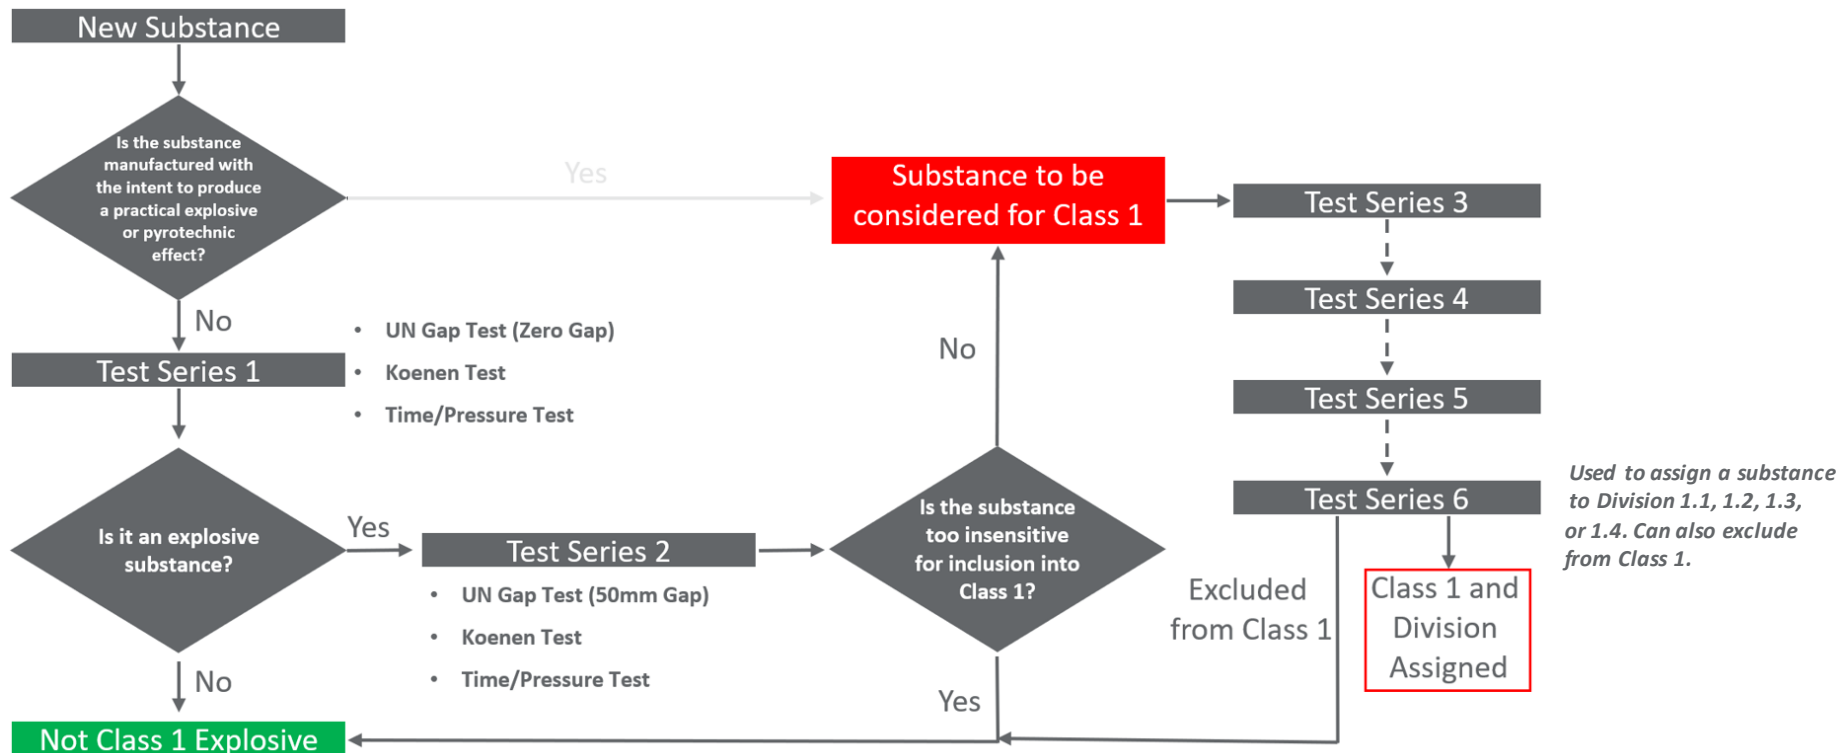 New Substance
Is the substance
manufactured with
the intent to produce
a practical explosive
or pyrotechnic
effect?
Yes
Substance to be
considered for Class 1
Test Series 3
Test Series 4
Test Series 5
Test Series 6
No
Test Series 1
• UN Gap Test (Zero Gap)
• Koenen Test
• Time/Pressure Test
Is it an explosive
substance?
Yes
Test Series 2
• UN Gap Test (50mm Gap)
• Koenen Test
• Time/Pressure Test
No
Is the substance
too insensitive
for inclusion into
Class 1?
Yes
Excluded
from Class 1
Class 1 and
Division
Assigned
Used to assign a substance
to Division 1.1, 1.2, 1.3,
or 1.4. Can also exclude
from Class 1.
No
Not Class 1 Explosive